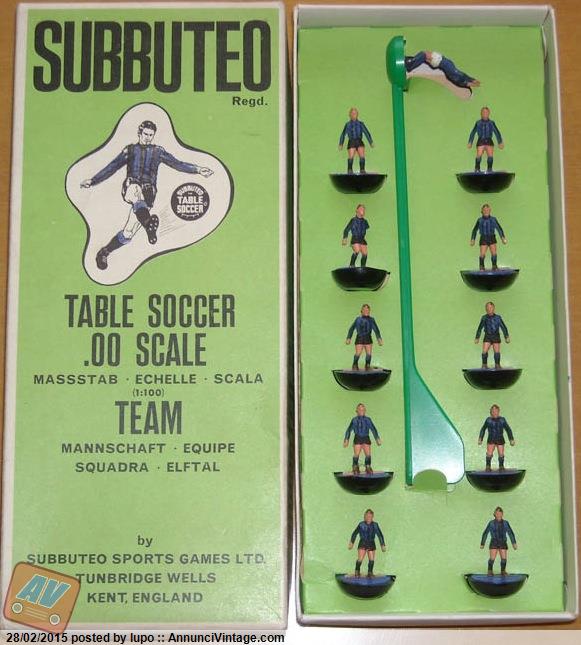 SUBBUTEO
Regd.
SUBBUTEO
TABLE
SOCCER
TABLE SOCCER
.00 SCALE
MASSSTAB · ECHELLE · SCALA
(1:100)
TEAM
MANNSCHAFT · EQUIPE
SQUADRA · ELFTAL
by
SUBBUTEO SPORTS GAMES LTD.
TUNBRIDGE WELLS
KENT, ENGLAND
AV
28/02/2015 posted by lupo :: AnnunciVintage.com